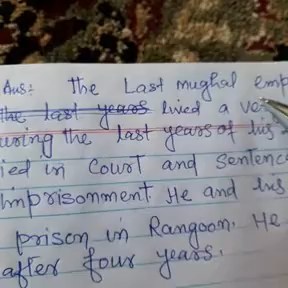 Ans: The Last mughal emp
the last years lived a ve
uring the last years of his
ied in Court and Sentenc
imprisonment. He and his
prison in Rangoon. He
after four years.